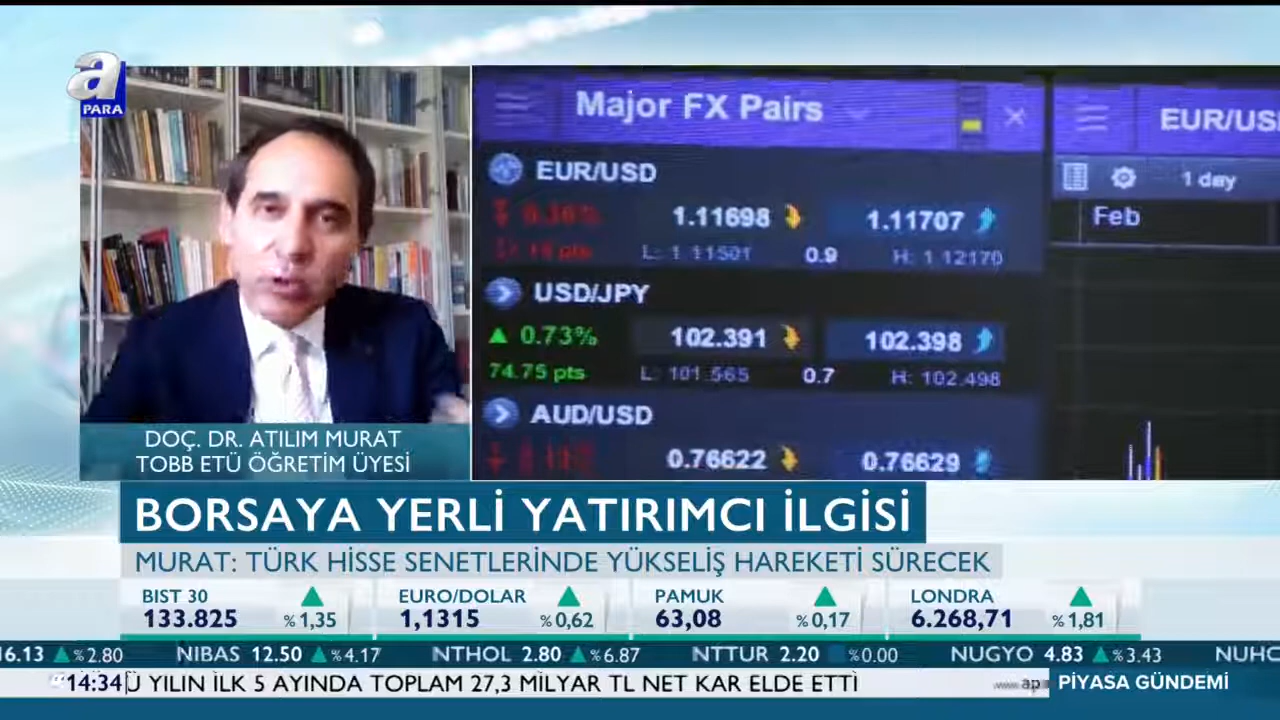 a
PARA
Major FX Pairs
EUR/USD
1.11698 1.11707
L: 1.11501 0.9 H: 1.12170
USD/JPY
0.73% 102.391 102.398
74.75 pts L: 101.565 0.7 H: 102.498
AUD/USD
0.76622 0.76629
EUR/US
1 day
Feb
DOÇ. DR. ATILIM MURAT
TOBB ETÜ ÖĞRETİM ÜYESİ
BORSAYA YERLİ YATIRIMCI İLGİSİ
MURAT: TÜRK HİSSE SENETLERİNDE YÜKSELİŞ HAREKETİ SÜRECEK
BIST 30 EURO/DOLAR PAMUK LONDRA
133.825 %1,35 1,1315 %0,62 63,08 %0,17 6.268,71 %1,81
16.13 %2.80 NIBAS 12.50 %4.17 NTHOL 2.80 %6.87 NTTUR 2.20 %0.00 NUGYO 4.83 %3.43 NUHC
14:34 Ü YILIN İLK 5 AYINDA TOPLAM 27,3 MİLYAR TL NET KAR ELDE ETTİ PİYASA GÜNDEMİ